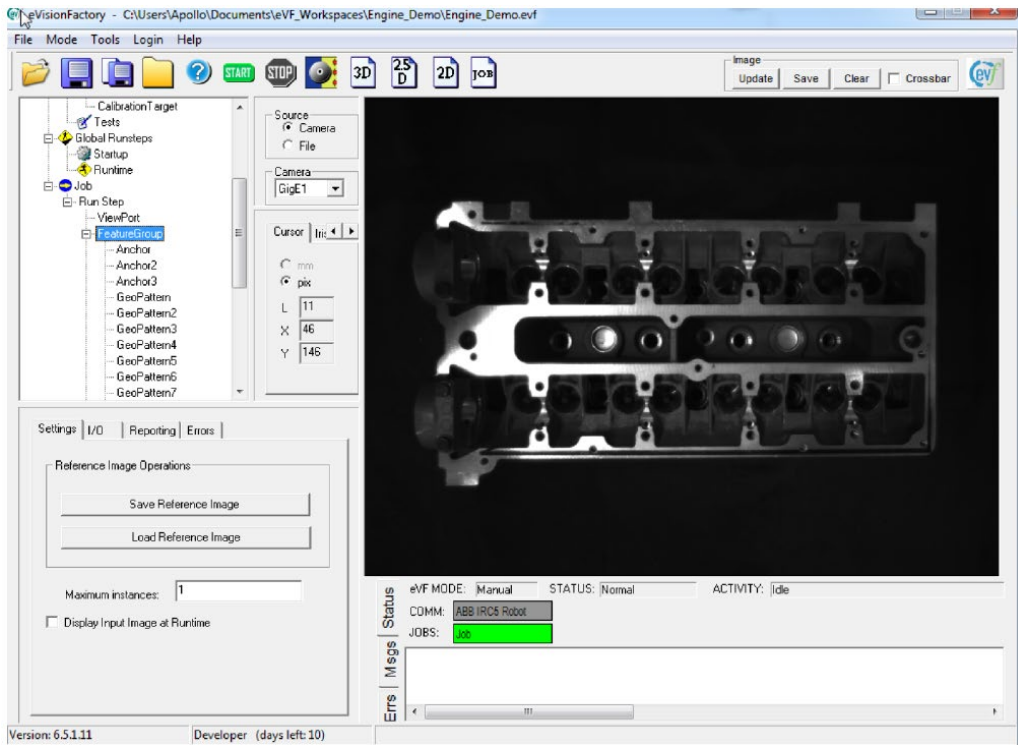 eVisionFactory - C:\Users\Apollo\Documents\eVF_Workspaces\Engine_Demo\Engine_Demo.evf
File Mode Tools Login Help
START STOP 3D 2.5D 2D JOB
Image
Update Save Clear Crossbar
eVF
CalibrationTarget
Tests
Global Runsteps
Startup
Runtime
Job
Run Step
ViewPort
FeatureGroup
Anchor
Anchor2
Anchor3
GeoPattern
GeoPattern2
GeoPattern3
GeoPattern4
GeoPattern5
GeoPattern6
GeoPattern7
Source
Camera
File
Camera
GigE1
Cursor Iris
mm
pix
L 11
X 46
Y 146
Settings I/O Reporting Errors
Reference Image Operations
Save Reference Image
Load Reference Image
Maximum instances: 1
Display Input Image at Runtime
Status
Msgs
Errs
eVF MODE: Manual STATUS: Normal ACTIVITY: Idle
COMM: ABB IRC5 Robot
JOBS: Job
Version: 6.5.1.11 Developer (days left: 10)